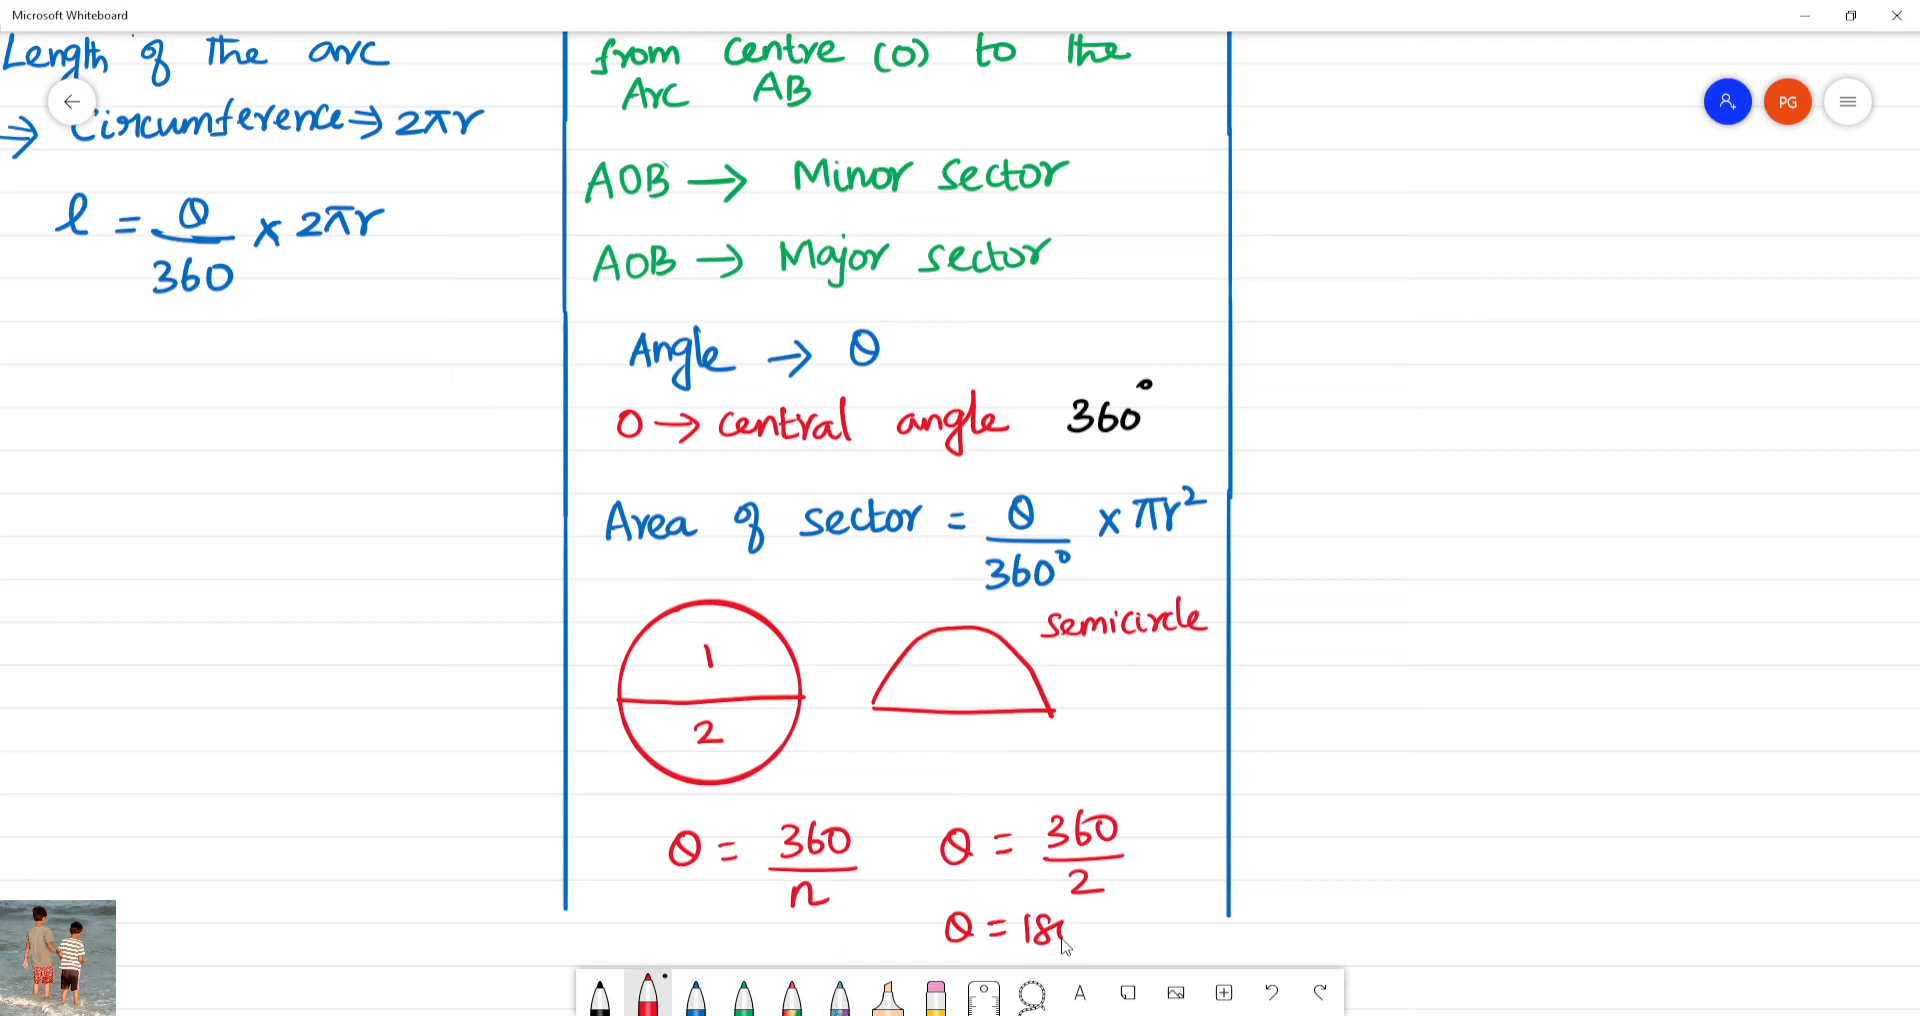 Microsoft Whiteboard
Length of the arc
⇒ Circumference ⇒ 2πr
l = θ/360 × 2πr
from centre (O) to the
Arc AB
AOB → Minor sector
AOB → Major sector
Angle → θ
O → central angle 360°
Area of sector = θ/360° × πr²
semicircle
1
2
θ = 360/n
θ = 360/2
θ = 18
PG
A